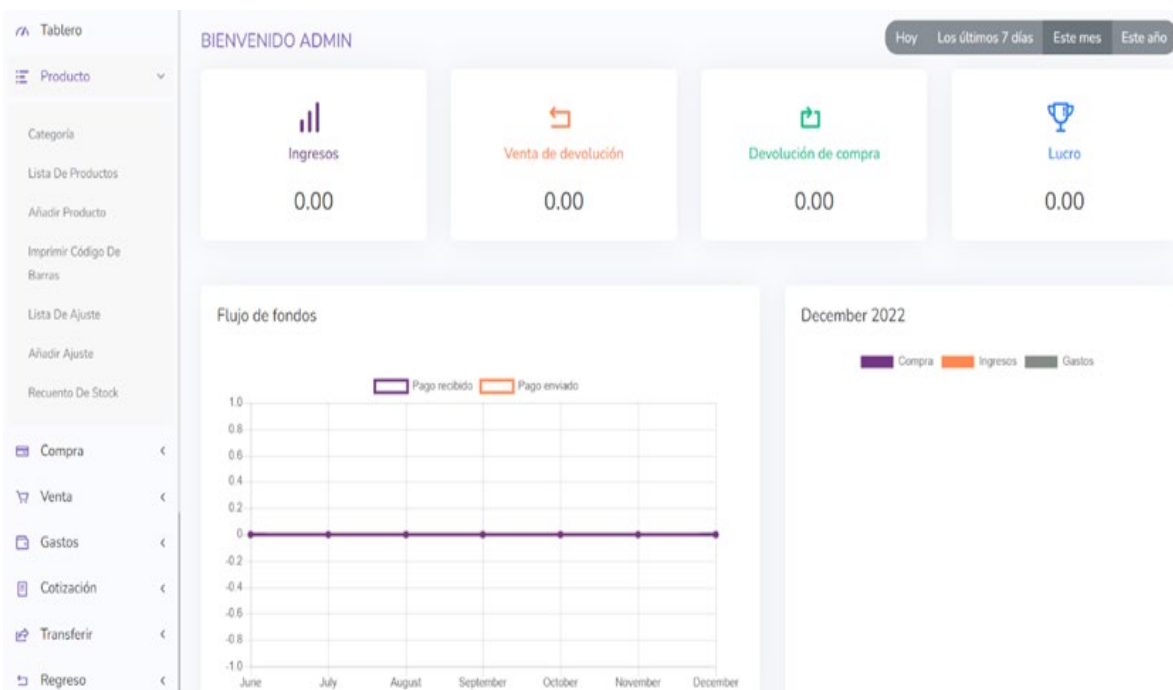 Tablero
Producto
Categoría
Lista De Productos
Añadir Producto
Imprimir Código De
Barras
Lista De Ajuste
Añadir Ajuste
Recuento De Stock
Compra
Venta
Gastos
Cotización
Transferir
Regreso
BIENVENIDO ADMIN
Hoy Los últimos 7 días Este mes Este año
Ingresos
0.00
Venta de devolución
0.00
Devolución de compra
0.00
Lucro
0.00
Flujo de fondos
Pago recibido Pago enviado
1.0
0.8
0.6
0.4
0.2
0
-0.2
-0.4
-0.6
-0.8
-1.0
June July August September October November December
December 2022
Compra Ingresos Gastos